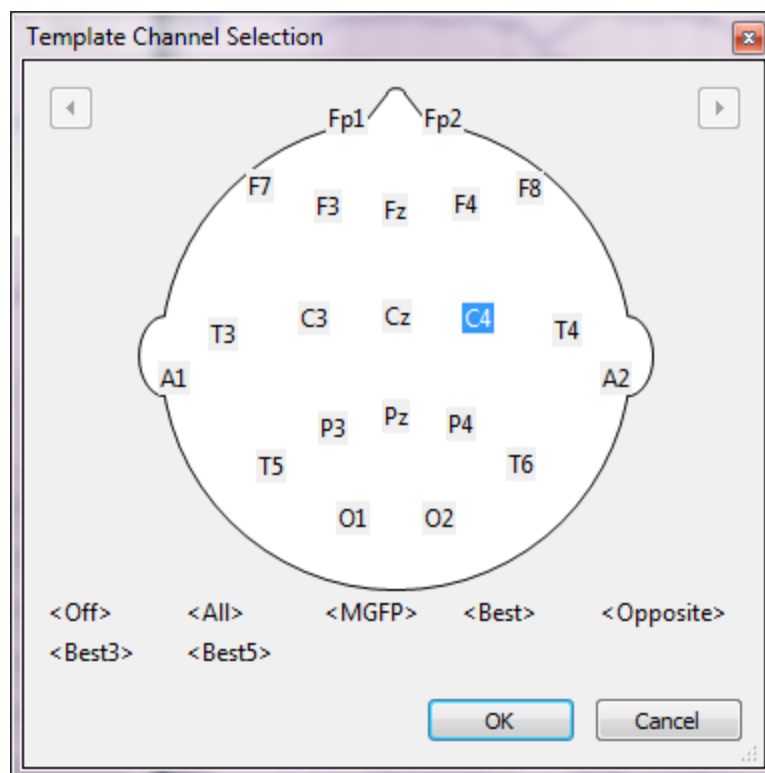 Template Channel Selection
Fp1 Fp2
F7 F3 Fz F4 F8
T3 C3 Cz C4 T4
A1 A2
P3 Pz P4
T5 T6
O1 O2
<Off> <All> <MGFP> <Best> <Opposite>
<Best3> <Best5>
OK Cancel